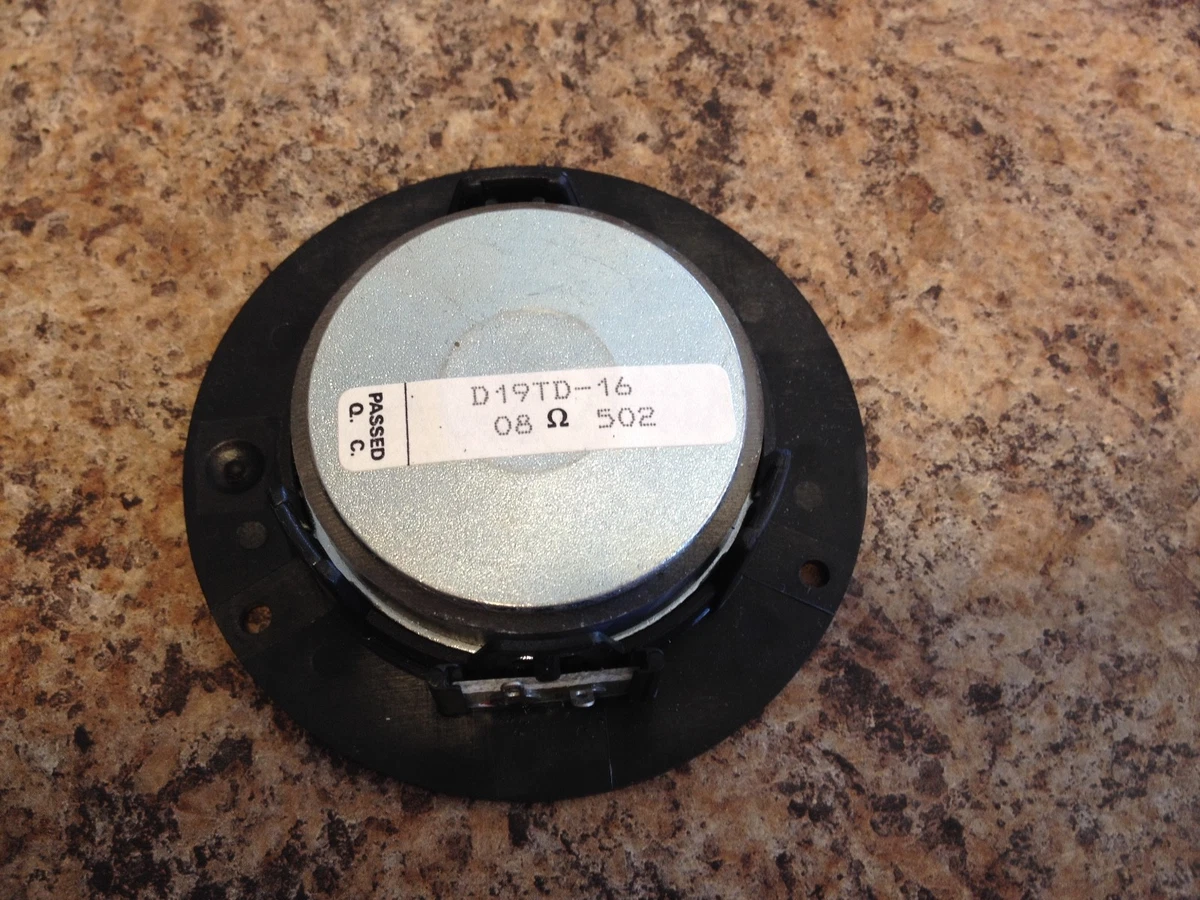 PASSED
Q. C.
D19TD-16
08 Ω 502